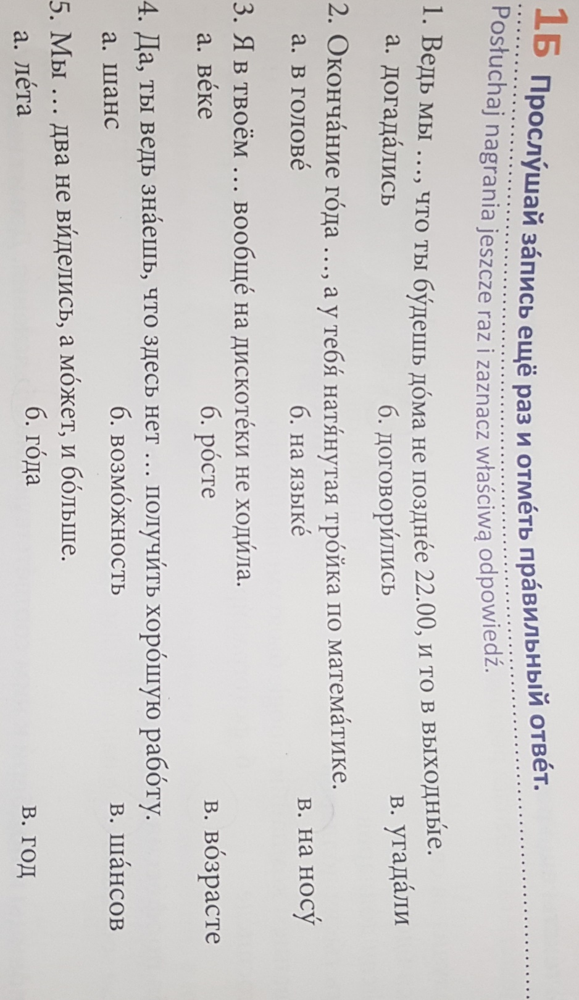 1Б Прослу́шай за́пись ещё раз и отме́ть пра́вильный отве́т.
Posłuchaj nagrania jeszcze raz i zaznacz właściwą odpowiedź.
1. Ведь мы …, что ты бу́дешь до́ма не поздне́е 22.00, и то в выходны́е.
а. догада́лись б. договори́лись в. угада́ли
2. Оконча́ние го́да …, а у тебя́ натя́нутая тро́йка по матема́тике.
а. в голове́ б. на языке́ в. на носу́
3. Я в твоём … вообще́ на дискоте́ки не ходи́ла.
а. ве́ке б. ро́сте в. во́зрасте
4. Да, ты ведь зна́ешь, что здесь нет … получи́ть хоро́шую рабо́ту.
а. шанс б. возмо́жность в. ша́нсов
5. Мы … два не ви́делись, а мо́жет, и бо́льше.
а. ле́та б. го́да в. год